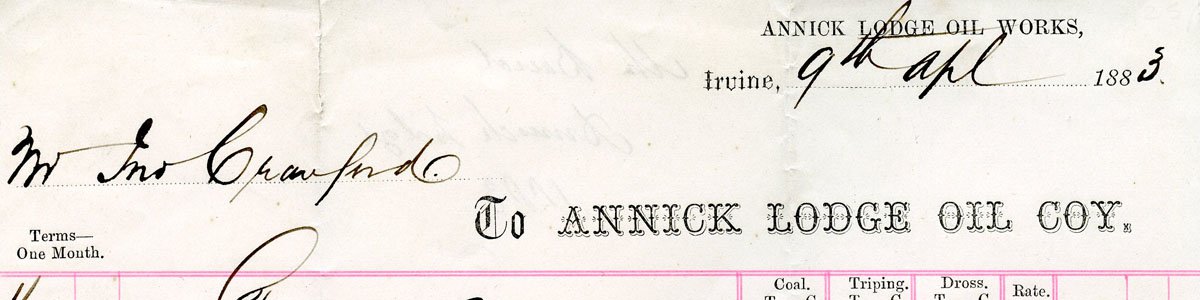 ANNICK LODGE OIL WORKS,
Irvine, 9th Apl 1883.
Mr Jno Crawford.
To ANNICK LODGE OIL COY.
Terms—
One Month.
Coal. Triping. Dross. Rate.
T. C. T. C. T. C.